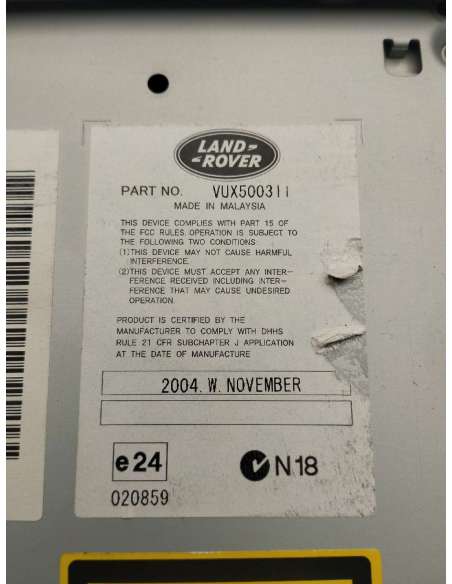 LAND-
-ROVER
PART NO. VUX500311
MADE IN MALAYSIA
THIS DEVICE COMPLIES WITH PART 15 OF
THE FCC RULES. OPERATION IS SUBJECT TO
THE FOLLOWING TWO CONDITIONS:
(1)THIS DEVICE MAY NOT CAUSE HARMFUL
INTERFERENCE.
(2)THIS DEVICE MUST ACCEPT ANY INTER-
FERENCE RECEIVED INCLUDING INTER-
FERENCE THAT MAY CAUSE UNDESIRED
OPERATION.
PRODUCT IS CERTIFIED BY THE
MANUFACTURER TO COMPLY WITH DHHS
RULE 21 CFR SUBCHAPTER J APPLICATION
AT THE DATE OF MANUFACTURE
2004. W. NOVEMBER
e24
N18
020859